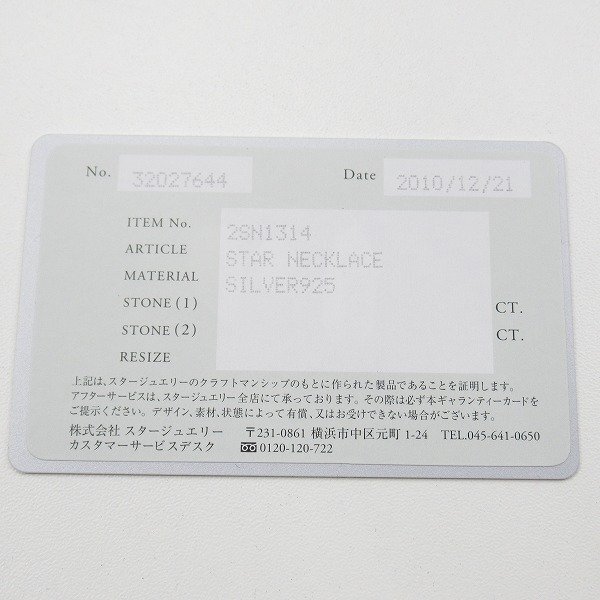 No. 32027644 Date 2010/12/21
ITEM No. 2SN1314
ARTICLE STAR NECKLACE
MATERIAL SILVER925
STONE (1) CT.
STONE (2) CT.
RESIZE
上記は、スタージュエリーのクラフトマンシップのもとに作られた製品であることを証明します。
アフターサービスは、スタージュエリー全店にて承っております。その際は必ず本ギャランティーカードを
ご提示ください。デザイン、素材、状態によって有償、又はお受けできない場合がございます。
株式会社 スタージュエリー 〒231-0861 横浜市中区元町 1-24 TEL.045-641-0650
カスタマーサービスデスク 0120-120-722